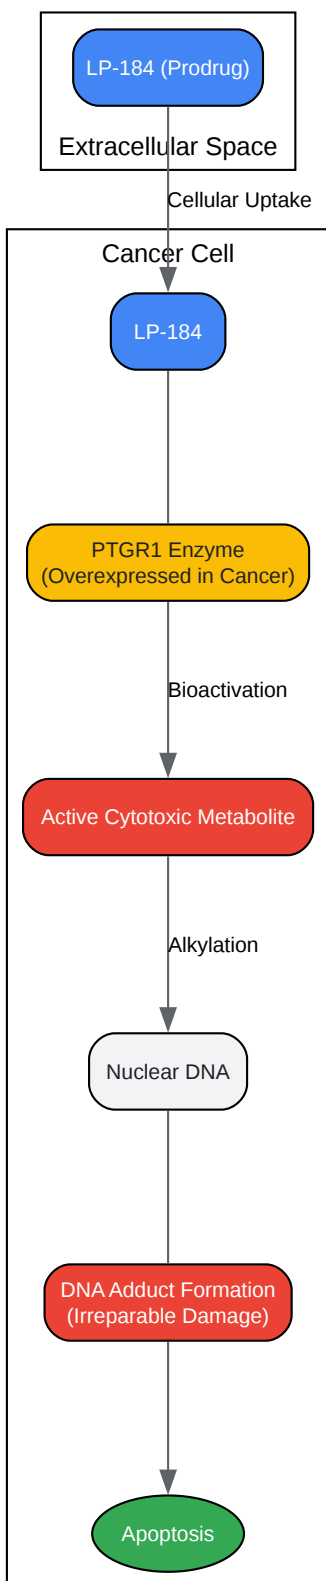 LP-184 (Prodrug)
Extracellular Space
Cellular Uptake
Cancer Cell
LP-184
PTGR1 Enzyme
(Overexpressed in Cancer)
Bioactivation
Active Cytotoxic Metabolite
Alkylation
Nuclear DNA
DNA Adduct Formation
(Irreparable Damage)
Apoptosis